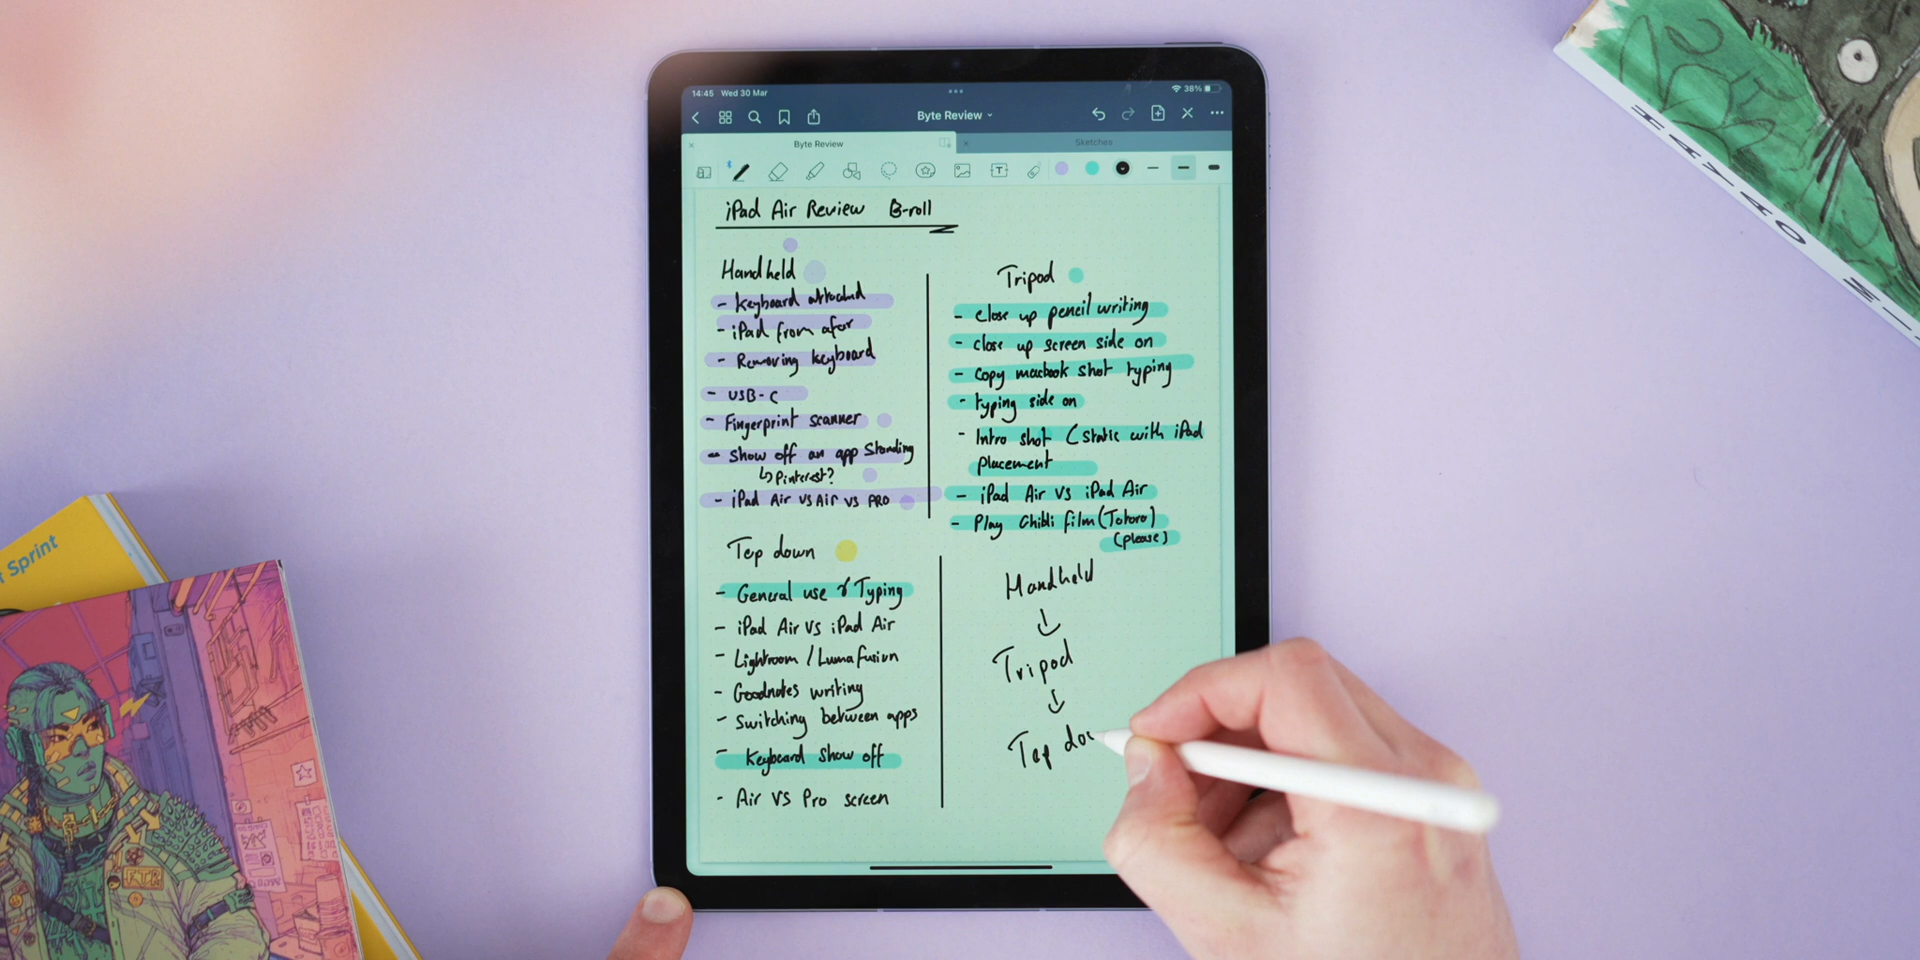 14:45 Wed 30 Mar
38%
Byte Review
Byte Review
Sketches
iPad Air Review B-roll
Handheld
- Keyboard attached
- iPad from afar
- Removing keyboard
- USB-C
- Fingerprint scanner
- Show off an app Standing
↳ Pinterest?
- iPad Air vs Air vs PRO
Tripod
- Close up pencil writing
- close up screen side on
- Copy macbook shot typing
- typing side on
- Intro shot (static with iPad
placement
- iPad Air vs iPad Air
- Play Ghibli film (Totoro)
(please)
Top down
- General use & Typing
- iPad Air vs iPad Air
- Lightroom / Lumafusion
- Goodnotes writing
- Switching between apps
- Keyboard show off
- Air vs Pro screen
Handheld
↓
Tripod
↓
Top dow
Sprint
HAYAO MI
RTR